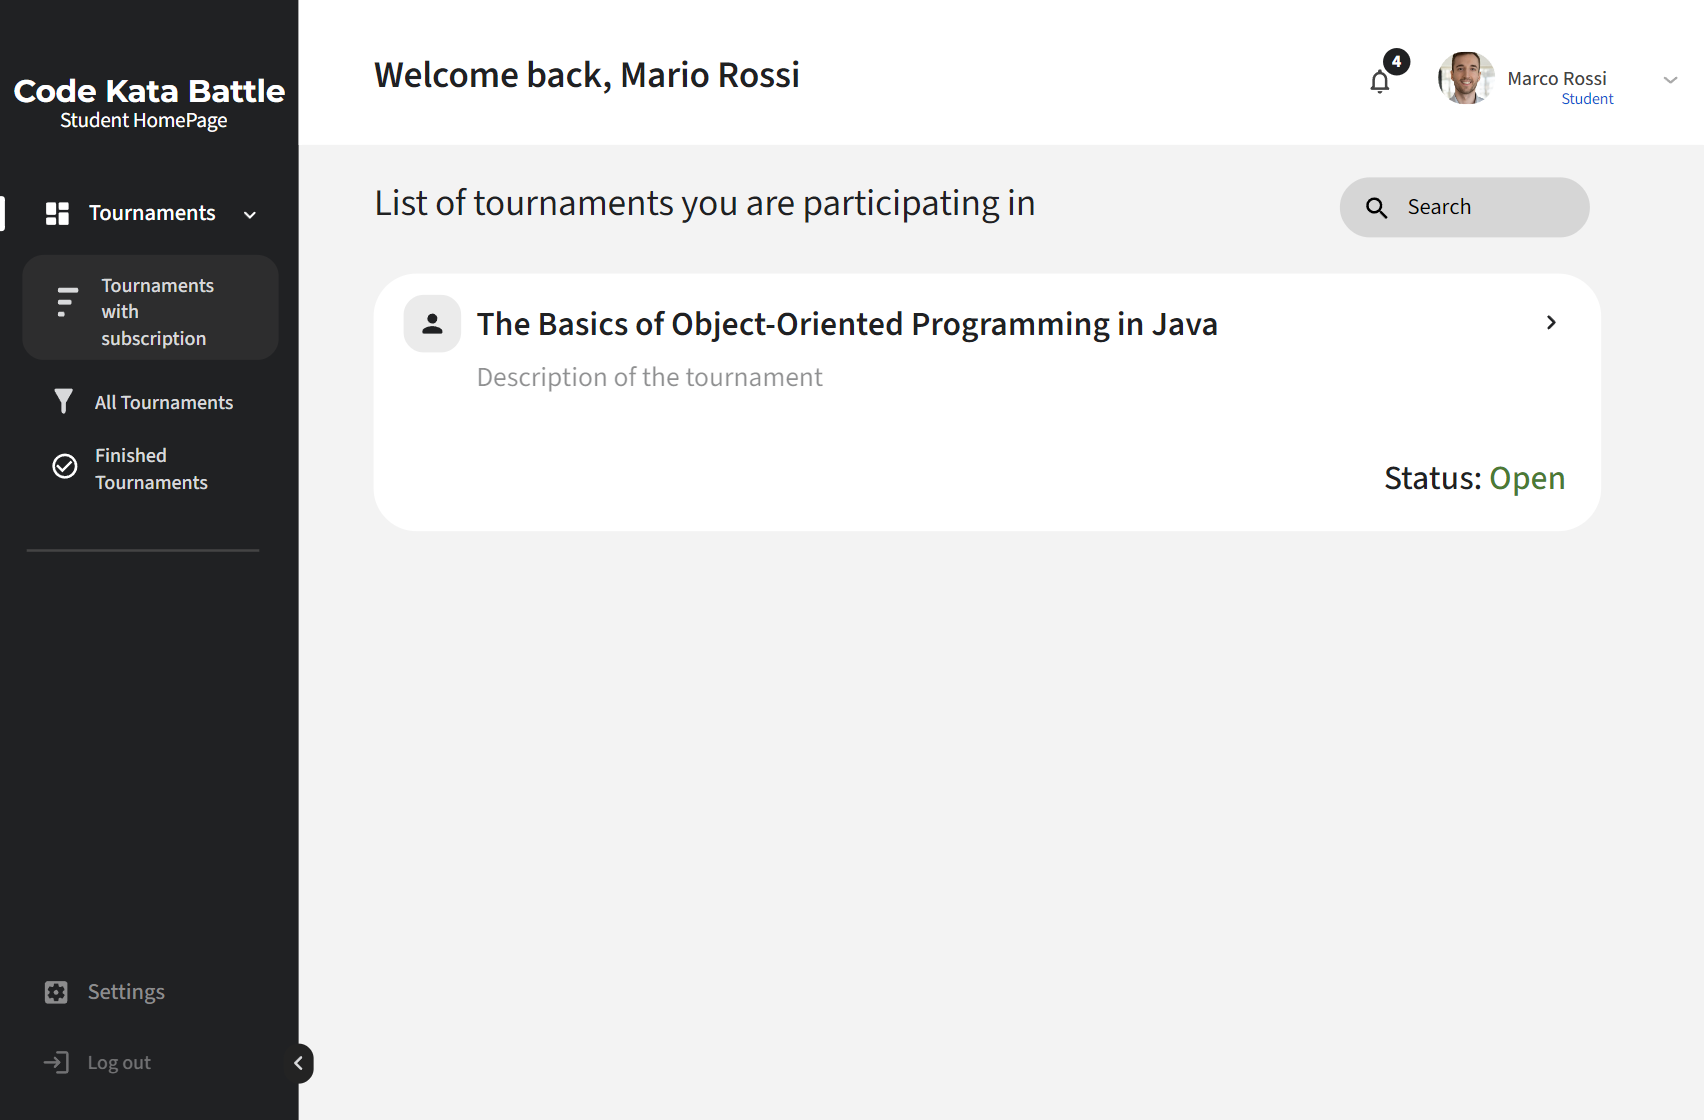 Code Kata Battle
Student HomePage
Tournaments
Tournaments
with
subscription
All Tournaments
Finished
Tournaments
Settings
Log out
Welcome back, Mario Rossi
4
Marco Rossi
Student
List of tournaments you are participating in
Search
The Basics of Object-Oriented Programming in Java
Description of the tournament
Status: Open